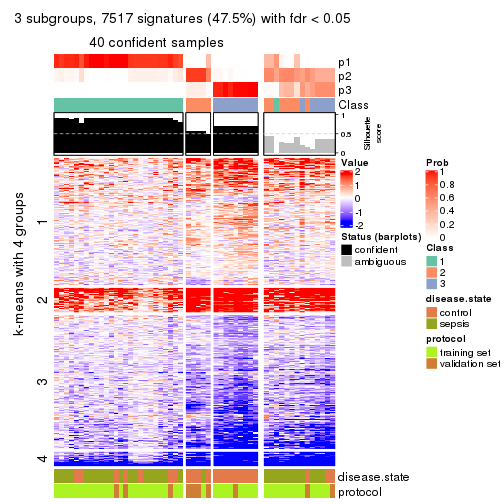 3 subgroups, 7517 signatures (47.5%) with fdr < 0.05
40 confident samples
p1
p2
p3
Class
1
0.5
0
Silhouette
score
k-means with 4 groups
1
2
3
4
disease.state
protocol
Value
2
1
0
-1
-2
Status (barplots)
confident
ambiguous
Prob
1
0.8
0.6
0.4
0.2
0
Class
1
2
3
disease.state
control
sepsis
protocol
training set
validation set